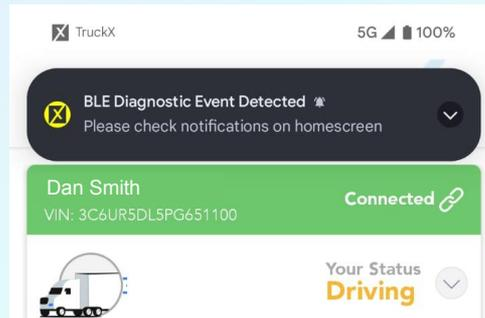 TruckX
5G 100%
BLE Diagnostic Event Detected
Please check notifications on homescreen
Dan Smith
Connected
VIN: 3C6UR5DL5PG651100
Your Status
Driving